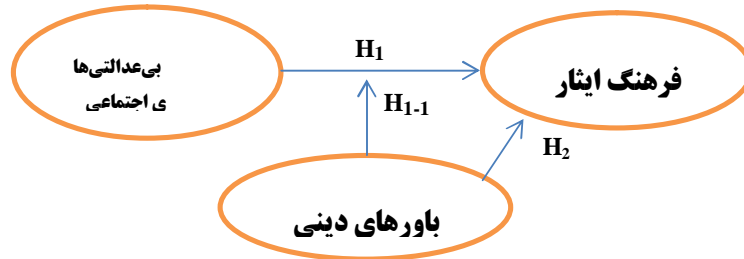 بی‌عدالتی‌ها
ی اجتماعی
H1
فرهنگ ایثار
H1-1
H2
باورهای دینی